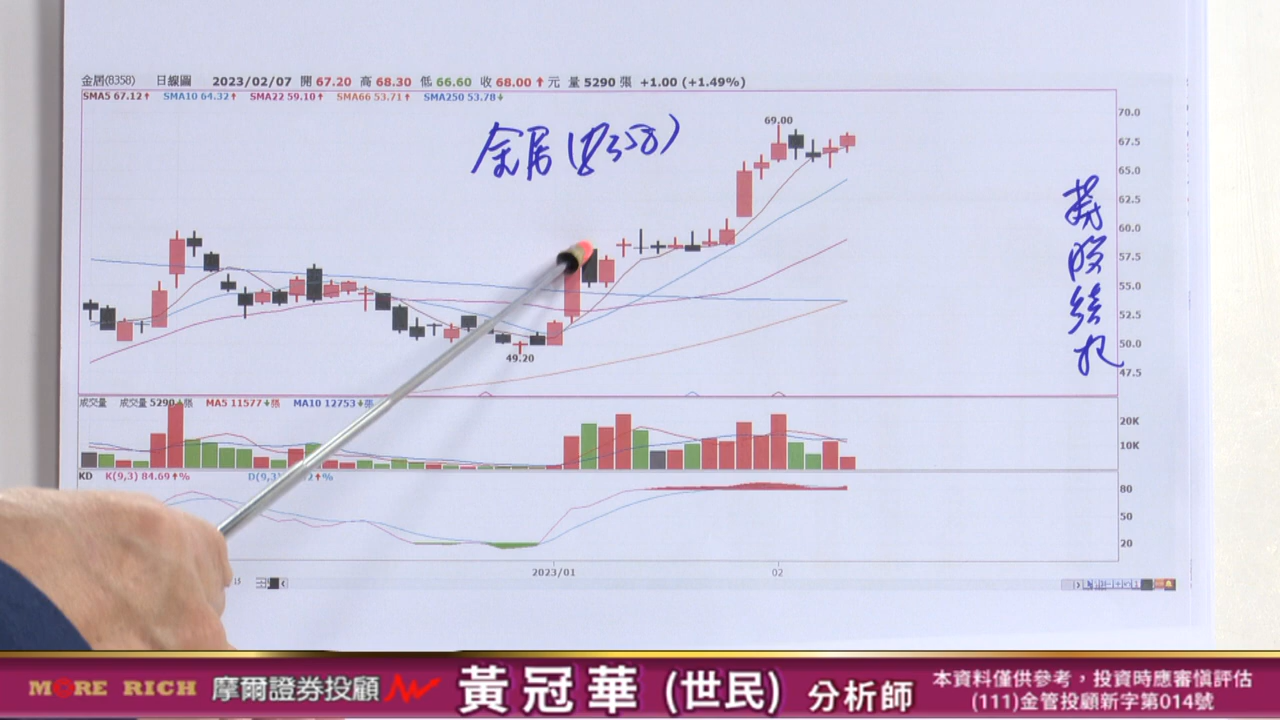 金居(8358) 日線圖 2023/02/07 開 67.20 高 68.30 低 66.60 收 68.00↑ 元 量 5290 張 +1.00 (+1.49%)
SMA5 67.12↑ SMA10 64.32↑ SMA22 59.10↑ SMA66 53.71↑ SMA250 53.78↓
金居(8358)
69.00
49.20
70.0
67.5
65.0
62.5
60.0
57.5
55.0
52.5
50.0
47.5
股
續
成交量 成交量 5290↓張 MA5 11577↓張 MA10 12753↓張
20K
10K
KD K(9,3) 84.69↑% D(9,3)
80
50
20
2023/01
02
MORE RICH 摩爾證券投顧
黃冠華 (世民) 分析師
本資料僅供參考，投資時應審慎評估
(111)金管投顧新字第014號